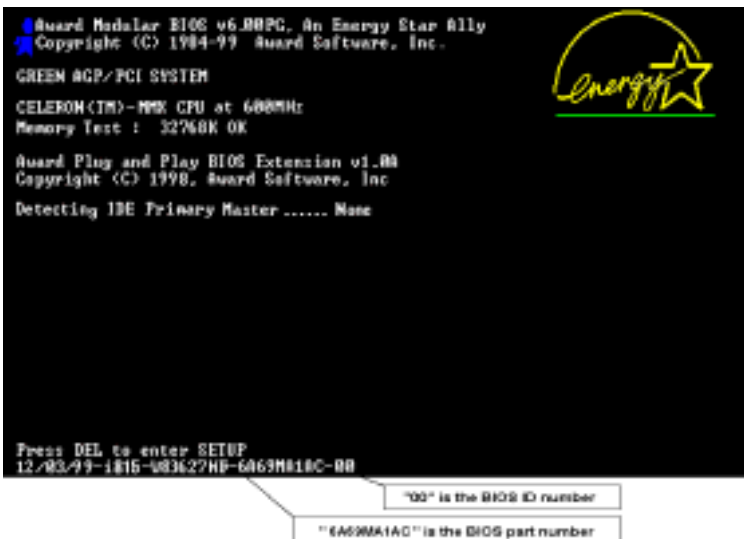 Award Modular BIOS v6.00PG, An Energy Star Ally
Copyright (C) 1984-99 Award Software, Inc.
energy
GREEN AGP/PCI SYSTEM
CELERON(TM)-MMX CPU at 600MHz
Memory Test : 32768K OK
Award Plug and Play BIOS Extension v1.0A
Copyright (C) 1998, Award Software, Inc
Detecting IDE Primary Master ...... None
Press DEL to enter SETUP
12/03/99-i815-W83627HF-6A69MA1AC-00
"00" is the BIOS ID number
"6A69MA1AC" is the BIOS part number